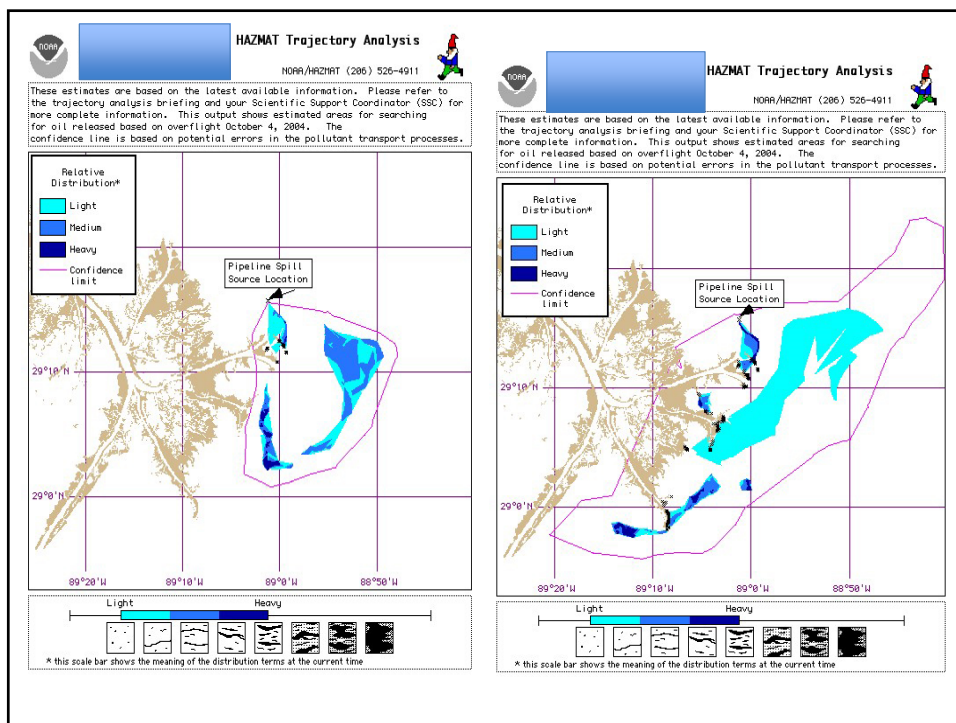 NOAA
HAZMAT Trajectory Analysis
NOAA/HAZMAT (206) 526-4911
These estimates are based on the latest available information. Please refer to
the trajectory analysis briefing and your Scientific Support Coordinator (SSC) for
more complete information. This output shows estimated areas for searching
for oil released based on overflight October 4, 2004. The
confidence line is based on potential errors in the pollutant transport processes.
Relative
Distribution*
Light
Medium
Heavy
Confidence
limit
Pipeline Spill
Source Location
29°10'N
29°0'N
89°20'W
89°10'W
89°0'W
88°50'W
Light
Heavy
* this scale bar shows the meaning of the distribution terms at the current time
NOAA
HAZMAT Trajectory Analysis
NOAA/HAZMAT (206) 526-4911
These estimates are based on the latest available information. Please refer to
the trajectory analysis briefing and your Scientific Support Coordinator (SSC) for
more complete information. This output shows estimated areas for searching
for oil released based on overflight October 4, 2004. The
confidence line is based on potential errors in the pollutant transport processes.
Relative
Distribution*
Light
Medium
Heavy
Confidence
limit
Pipeline Spill
Source Location
29°10'N
29°0'N
89°20'W
89°10'W
89°0'W
88°50'W
Light
Heavy
* this scale bar shows the meaning of the distribution terms at the current time